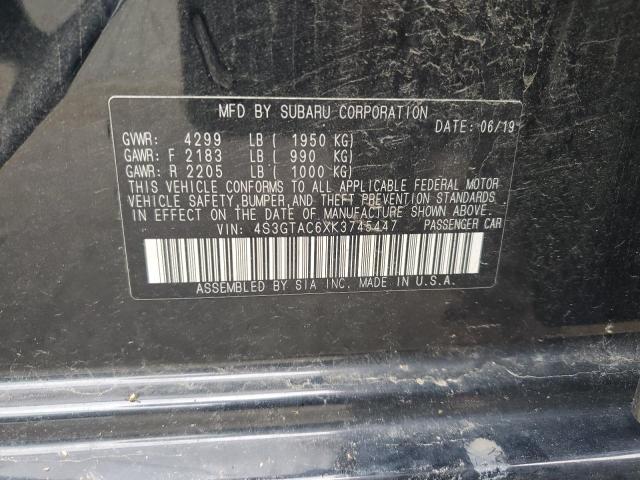 MFD BY SUBARU CORPORATION
DATE: 06/19
GVWR: 4299 LB ( 1950 KG)
GAWR: F 2183 LB ( 990 KG)
GAWR: R 2205 LB ( 1000 KG)
THIS VEHICLE CONFORMS TO ALL APPLICABLE FEDERAL MOTOR
VEHICLE SAFETY, BUMPER, AND THEFT PREVENTION STANDARDS
IN EFFECT ON THE DATE OF MANUFACTURE SHOWN ABOVE.
VIN: 4S3GTAC6XK3745447 PASSENGER CAR
ASSEMBLED BY SIA INC. MADE IN U.S.A.